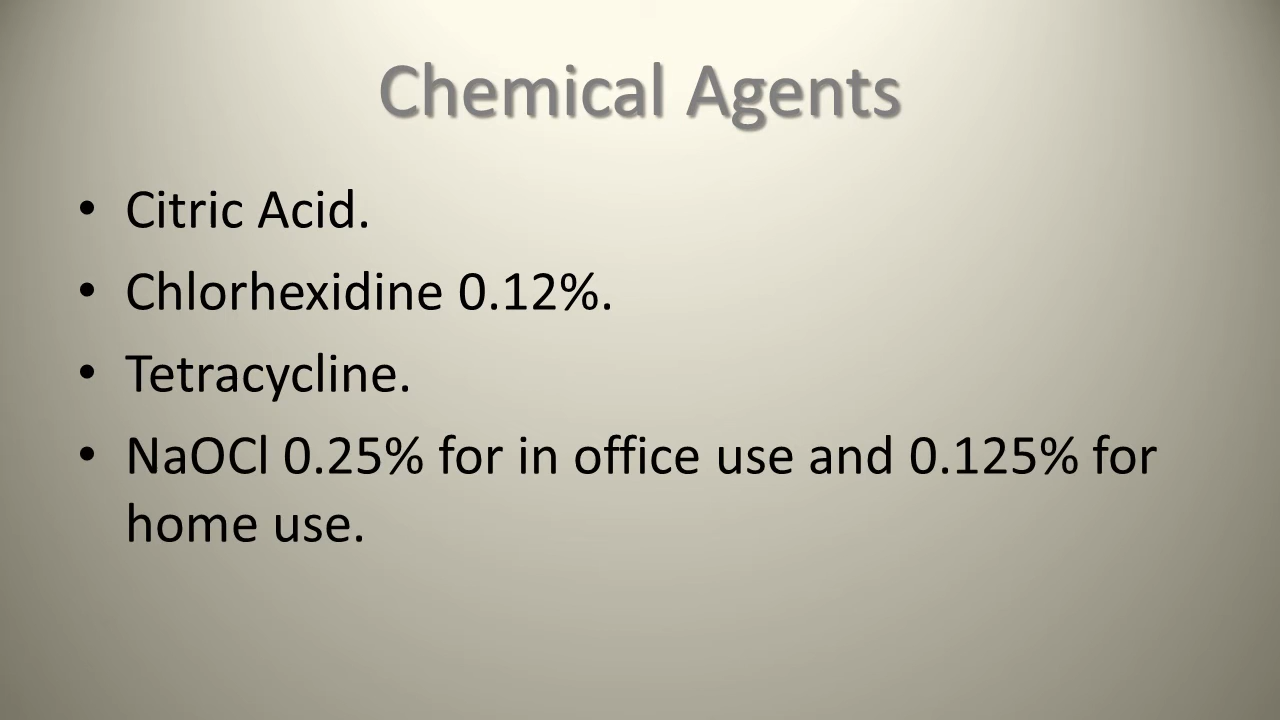 Chemical Agents
• Citric Acid.
• Chlorhexidine 0.12%.
• Tetracycline.
• NaOCl 0.25% for in office use and 0.125% for
home use.